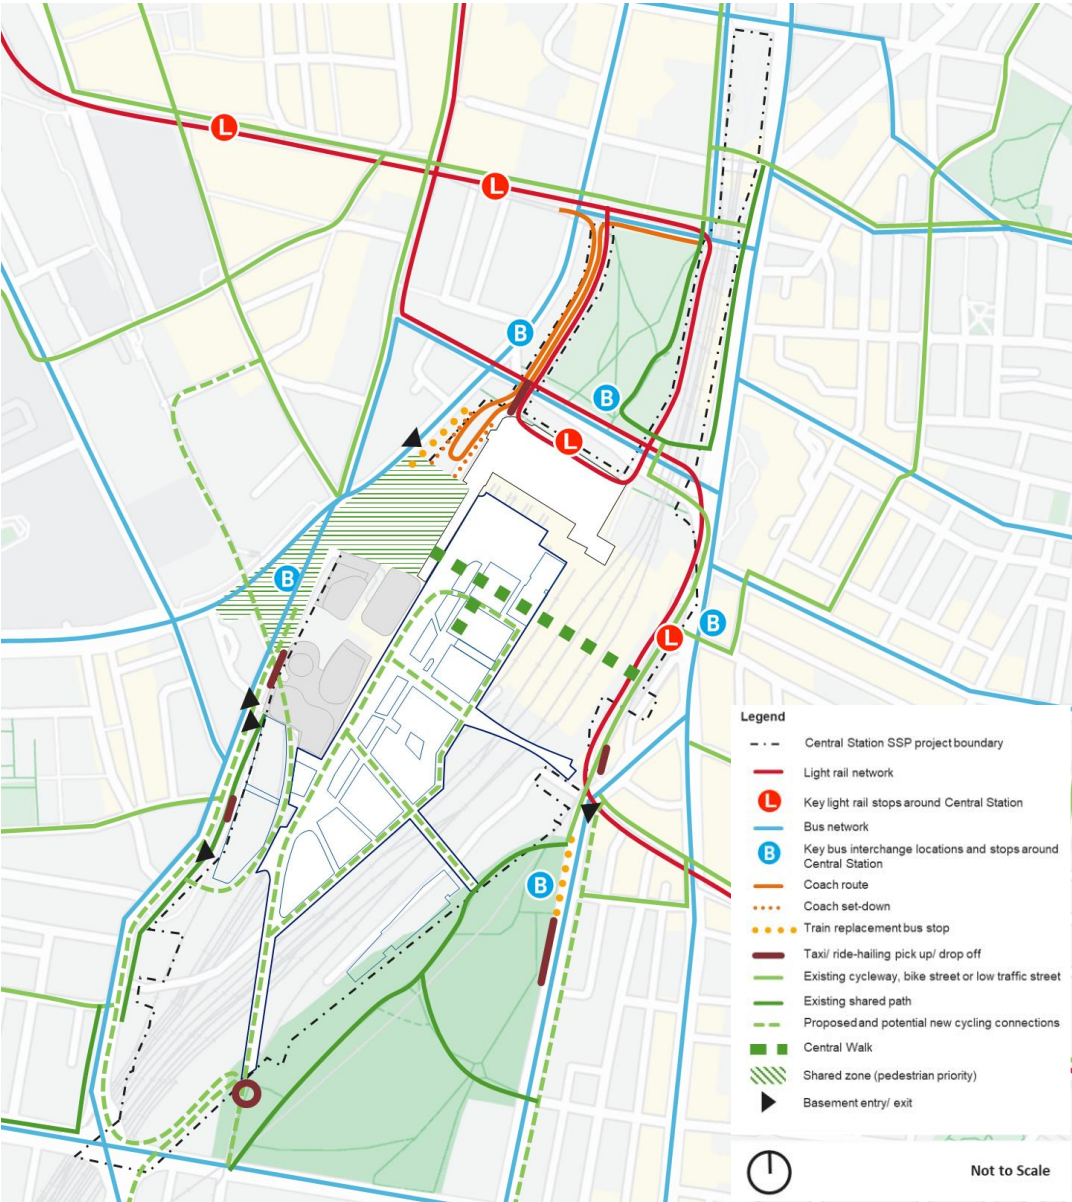 L
L
B
B
L
B
L
B
B
Legend
Central Station SSP project boundary
Light rail network
L
Key light rail stops around Central Station
Bus network
B
Key bus interchange locations and stops around
Central Station
Coach route
Coach set-down
Train replacement bus stop
Taxi/ ride-hailing pick up/ drop off
Existing cycleway, bike street or low traffic street
Existing shared path
Proposed and potential new cycling connections
Central Walk
Shared zone (pedestrian priority)
Basement entry/ exit
Not to Scale